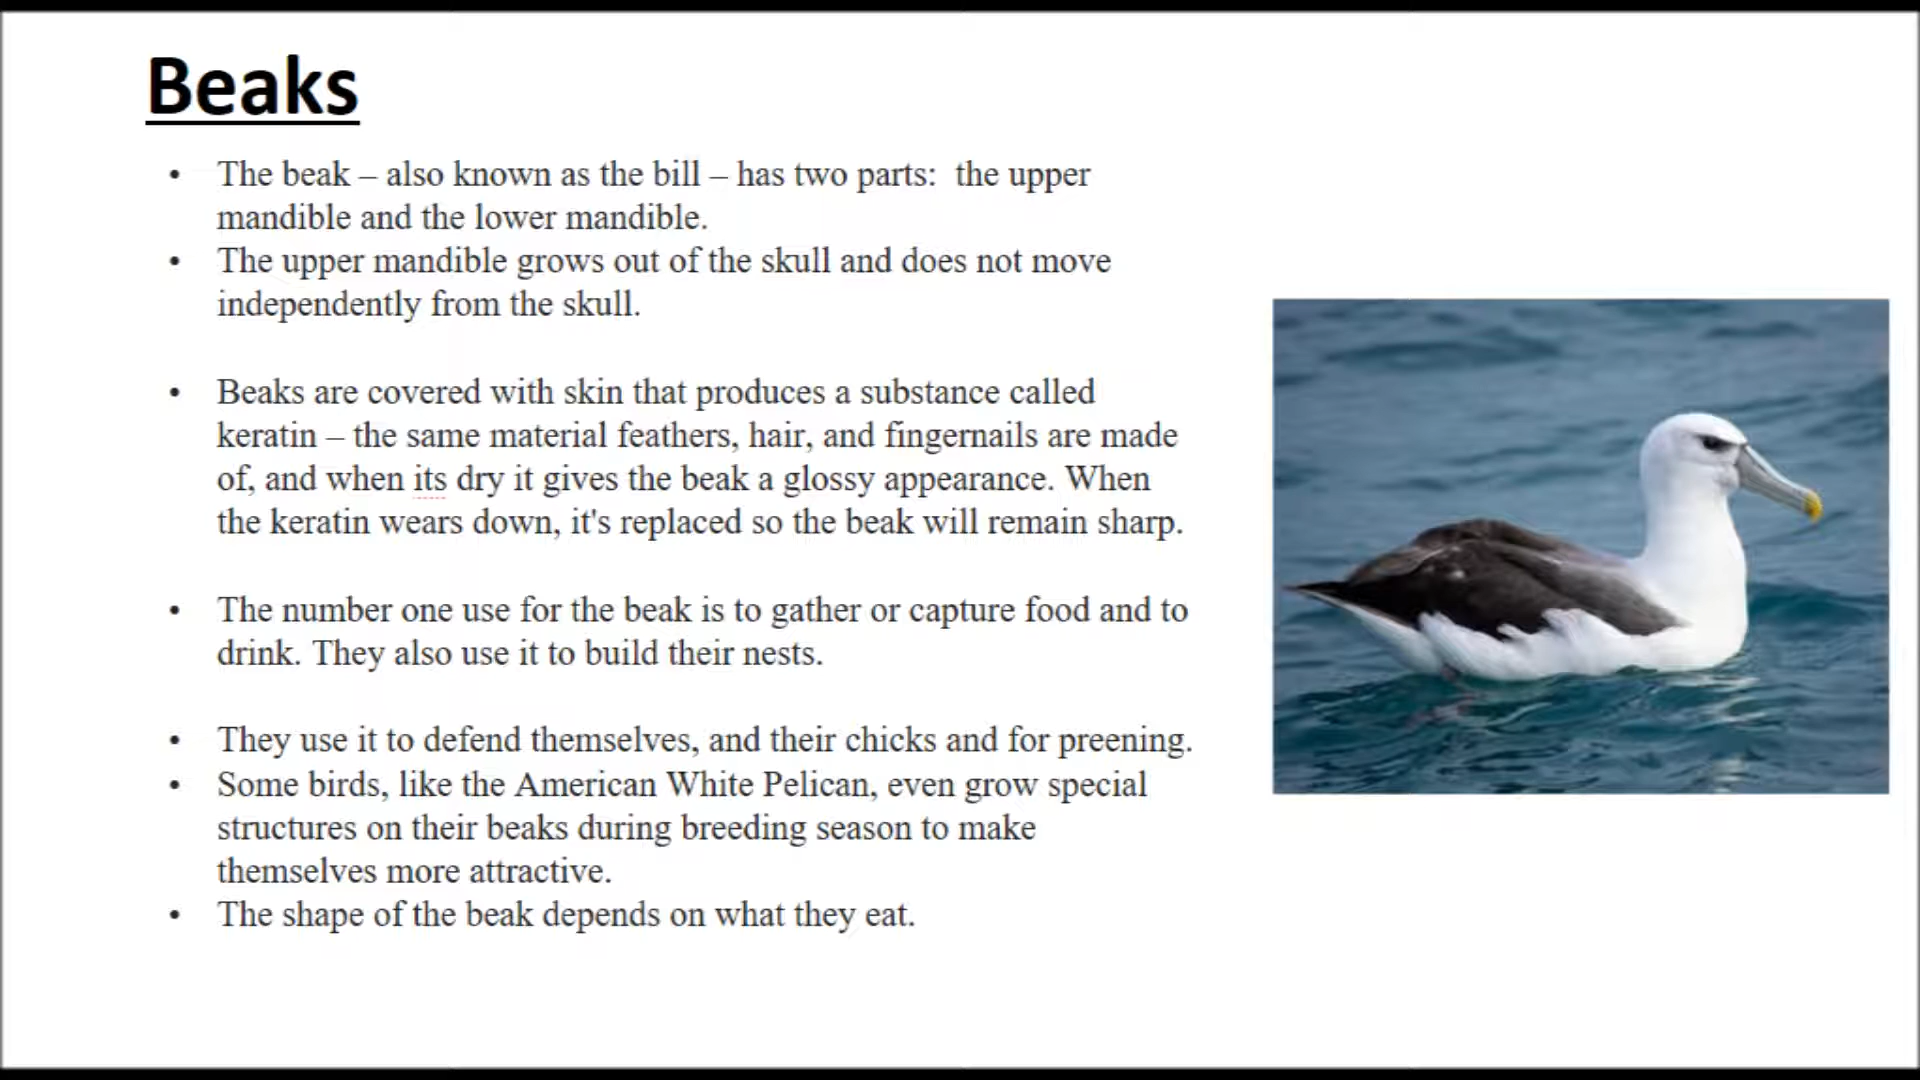 Beaks
• The beak – also known as the bill – has two parts:  the upper
mandible and the lower mandible.
• The upper mandible grows out of the skull and does not move
independently from the skull.
• Beaks are covered with skin that produces a substance called
keratin – the same material feathers, hair, and fingernails are made
of, and when its dry it gives the beak a glossy appearance. When
the keratin wears down, it's replaced so the beak will remain sharp.
• The number one use for the beak is to gather or capture food and to
drink. They also use it to build their nests.
• They use it to defend themselves, and their chicks and for preening.
• Some birds, like the American White Pelican, even grow special
structures on their beaks during breeding season to make
themselves more attractive.
• The shape of the beak depends on what they eat.